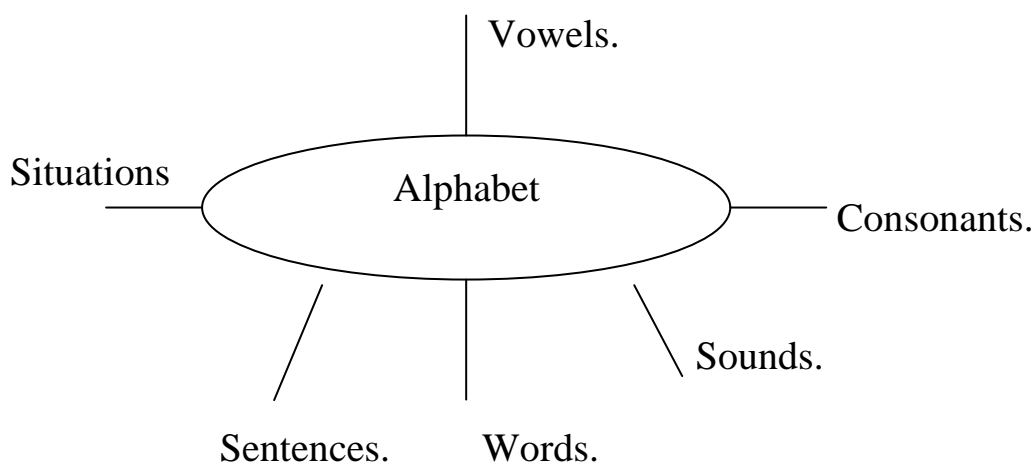 Vowels.
Situations
Alphabet
Consonants.
Sounds.
Sentences.
Words.